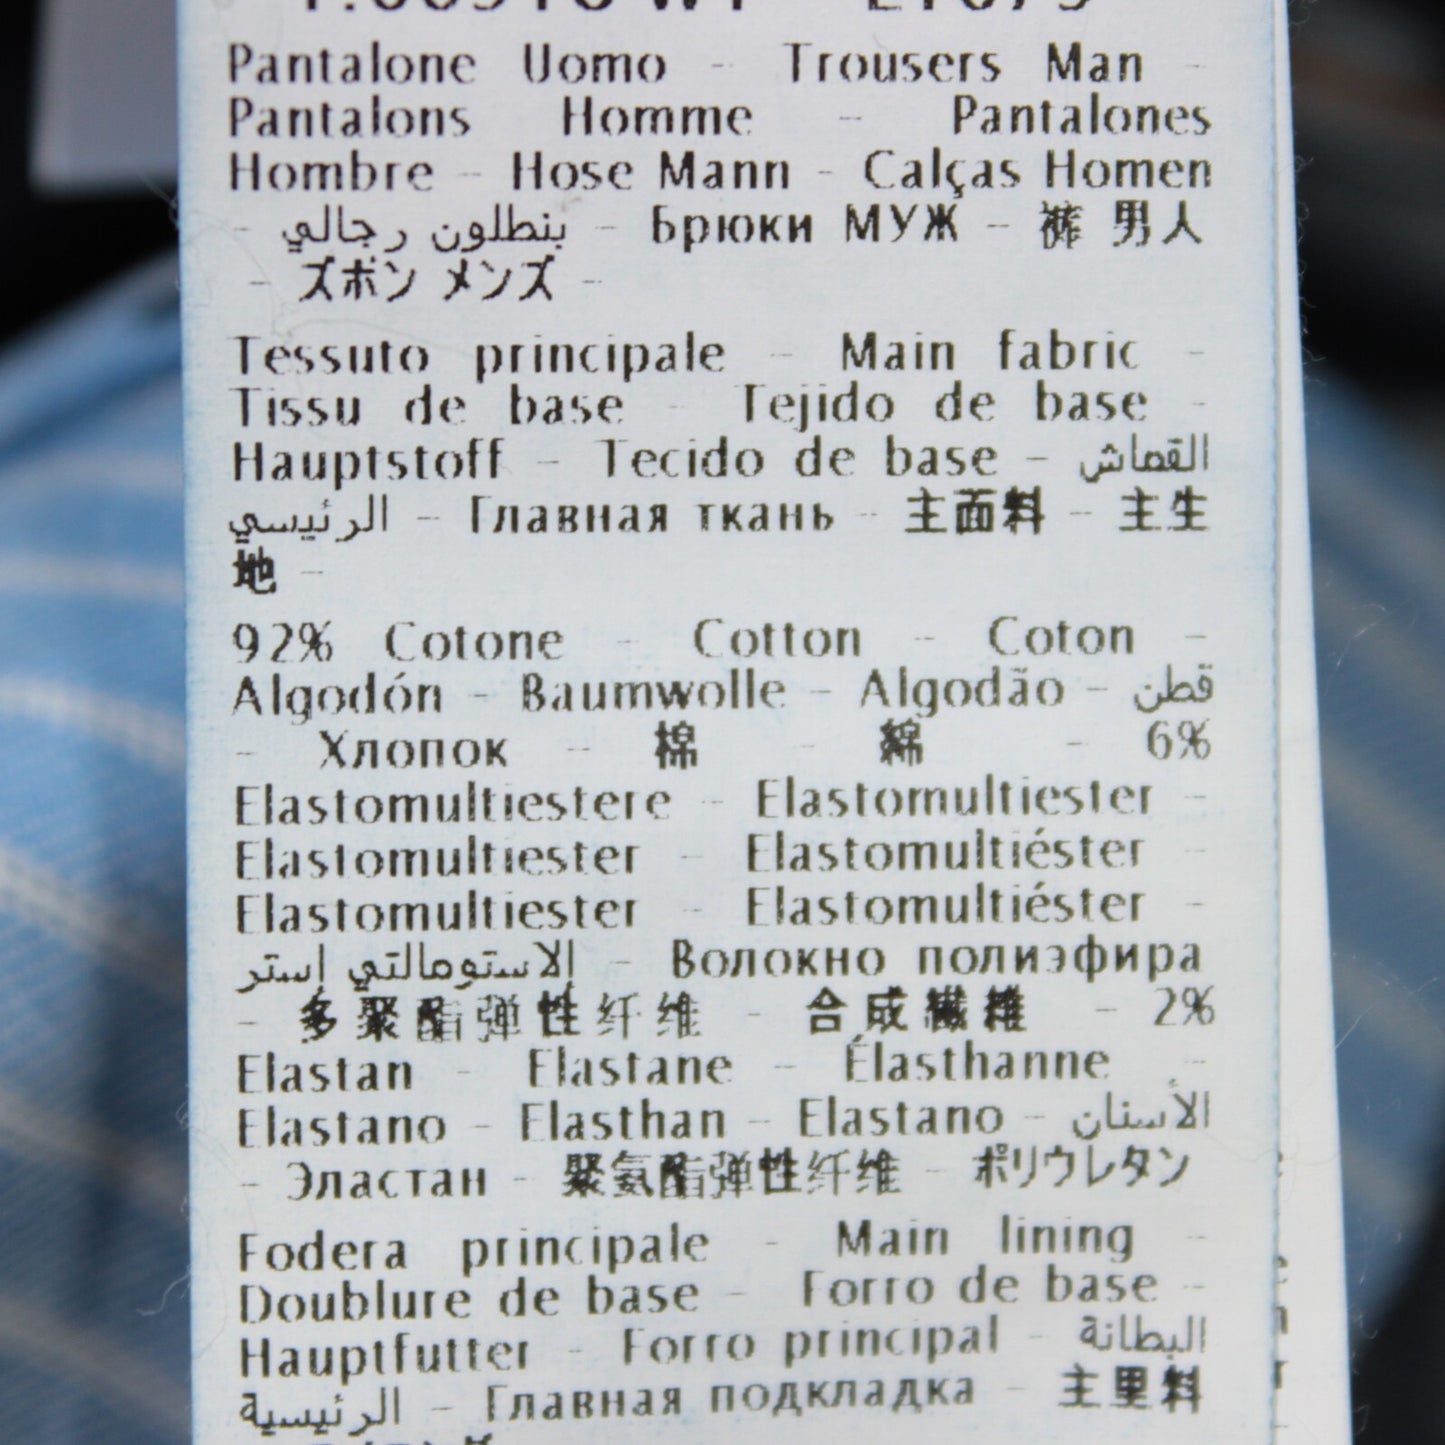 Pantalone Uomo - Trousers Man -
Pantalons Homme - Pantalones
Hombre - Hose Mann - Calças Homen
- بنطلون رجالي - Брюки МУЖ - 裤 男人
- ズボン メンズ -
Tessuto principale - Main fabric -
Tissu de base - Tejido de base -
Hauptstoff - Tecido de base - القماش
الرئيسي - Главная ткань - 主面料 - 主生
地 -
92% Cotone - Cotton - Coton -
Algodón - Baumwolle - Algodão - قطن
- Хлопок - 棉 - 綿 - 6%
Elastomultiestere - Elastomultiester -
Elastomultiester - Elastomultiéster -
Elastomultiester - Elastomultiéster -
الاستومالتي إستر - Волокно полиэфира
- 多聚酯弹性纤维 - 合成繊維 - 2%
Elastan - Elastane - Élasthanne -
Elastano - Elasthan - Elastano - الأستان
- Эластан - 聚氨酯弹性纤维 - ポリウレタン
Fodera principale - Main lining -
Doublure de base - Forro de base -
Hauptfutter - Forro principal - البطانة
الرئيسية - Главная подкладка - 主里料